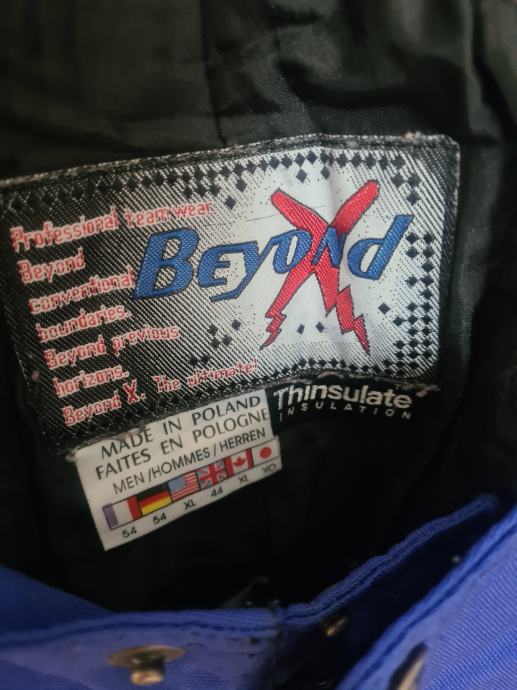 Professional team wear
Beyond
conventional
boundaries.
Beyond previous
horizons.
Beyond X. The ultimate!
BEYOND
X
Thinsulate
INSULATION
MADE IN POLAND
FAITES EN POLOGNE
MEN/HOMMES/HERREN
54 54 XL 44 XL XO